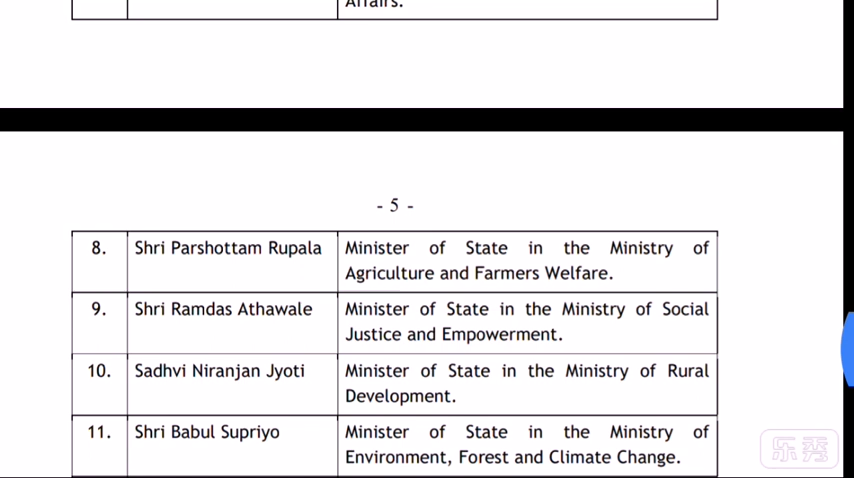 Affairs.
- 5 -
8. Shri Parshottam Rupala Minister of State in the Ministry of
Agriculture and Farmers Welfare.
9. Shri Ramdas Athawale Minister of State in the Ministry of Social
Justice and Empowerment.
10. Sadhvi Niranjan Jyoti Minister of State in the Ministry of Rural
Development.
11. Shri Babul Supriyo Minister of State in the Ministry of
Environment, Forest and Climate Change.
乐秀